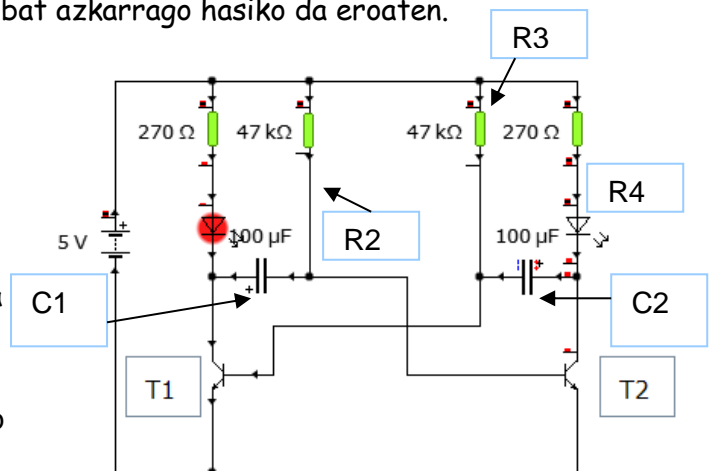 bat azkarrago hasiko da eroaten.
R3
270 Ω 47 kΩ 47 kΩ 270 Ω
R4
5 V 100 µF R2 100 µF
C1 C2
T1 T2